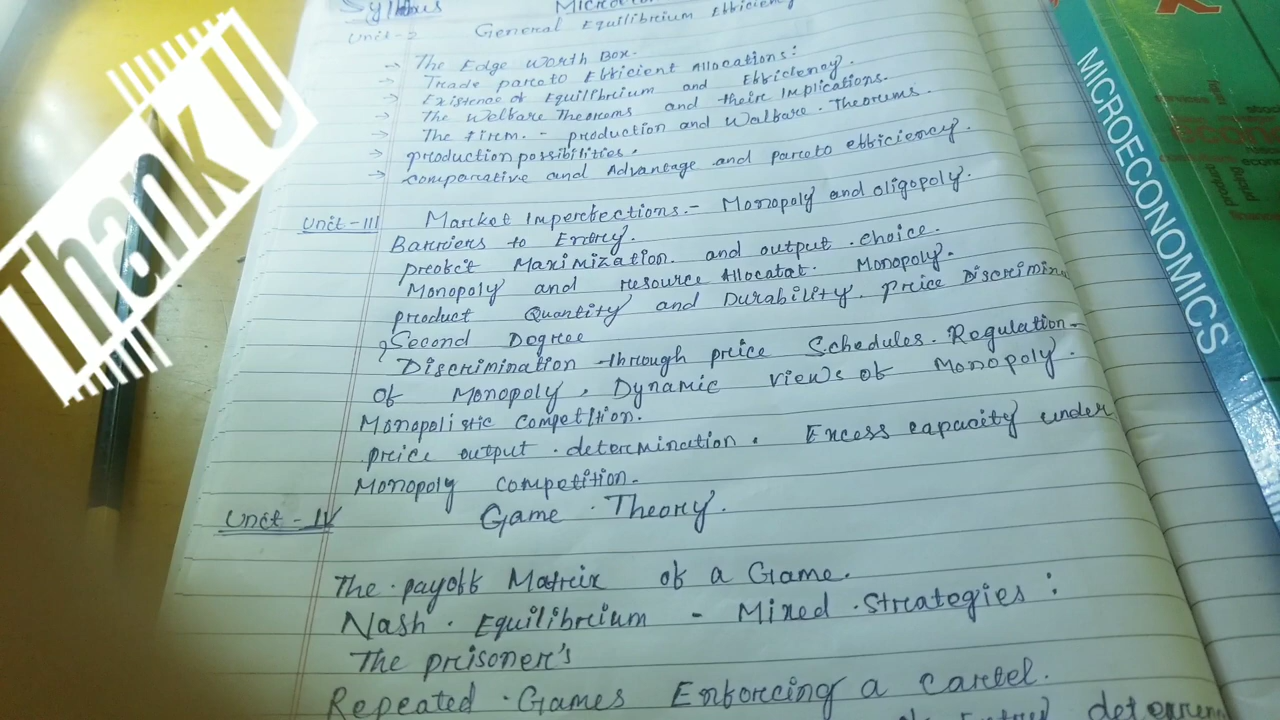 Syllabus
Unit-2 General Equilibrium Efficiency
→ The Edge Worth Box.
→ Trade pareto Efficient Allocations:
→ Existence of Equilibrium and Efficiency.
→ The Welfare Theorems and their Implications.
→ The firm. - production and Walfare. Theorems.
→ production possibilities.
→ comparative and Advantage and pareto efficiency.
Unit-III Market Imperfections.- Monopoly and oligopoly.
Barriers to Entry.
Maximization. and output. choice.
Monopoly and resource Allocatat. Monopoly.
product Quantity and Durability. Price
Second Degree
Discrimination through price Schedules. Regulation
of Monopoly, Dynamic views of Monopoly.
Monopolistic Competition.
price output. determination. Excess capacity under
Monopoly competition.
Unit-IV Game. Theory.
The. payoff Matrix of a Game.
Nash. Equilibrium - Mixed. Strategies:
The prisoner's
Repeated. Games Enforcing a cartel.
Thank U
MICROECONOMICS